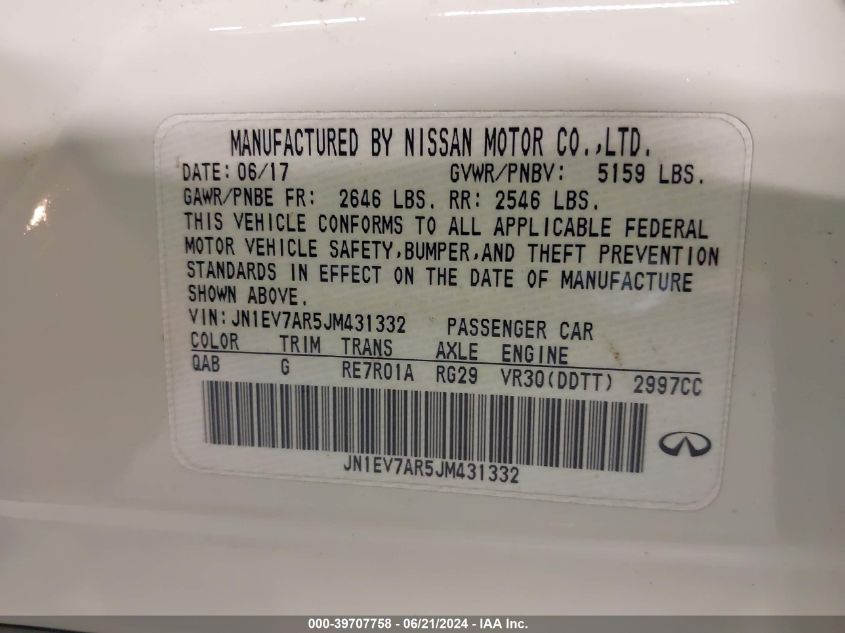 MANUFACTURED BY NISSAN MOTOR CO.,LTD.
DATE: 06/17 GVWR/PNBV: 5159 LBS.
GAWR/PNBE FR: 2646 LBS. RR: 2546 LBS.
THIS VEHICLE CONFORMS TO ALL APPLICABLE FEDERAL
MOTOR VEHICLE SAFETY,BUMPER,AND THEFT PREVENTION
STANDARDS IN EFFECT ON THE DATE OF MANUFACTURE
SHOWN ABOVE.
VIN:JN1EV7AR5JM431332 PASSENGER CAR
COLOR TRIM TRANS AXLE ENGINE
QAB G RE7R01A RG29 VR30(DDTT) 2997CC
JN1EV7AR5JM431332
000-39707758 - 06/21/2024 - IAA Inc.